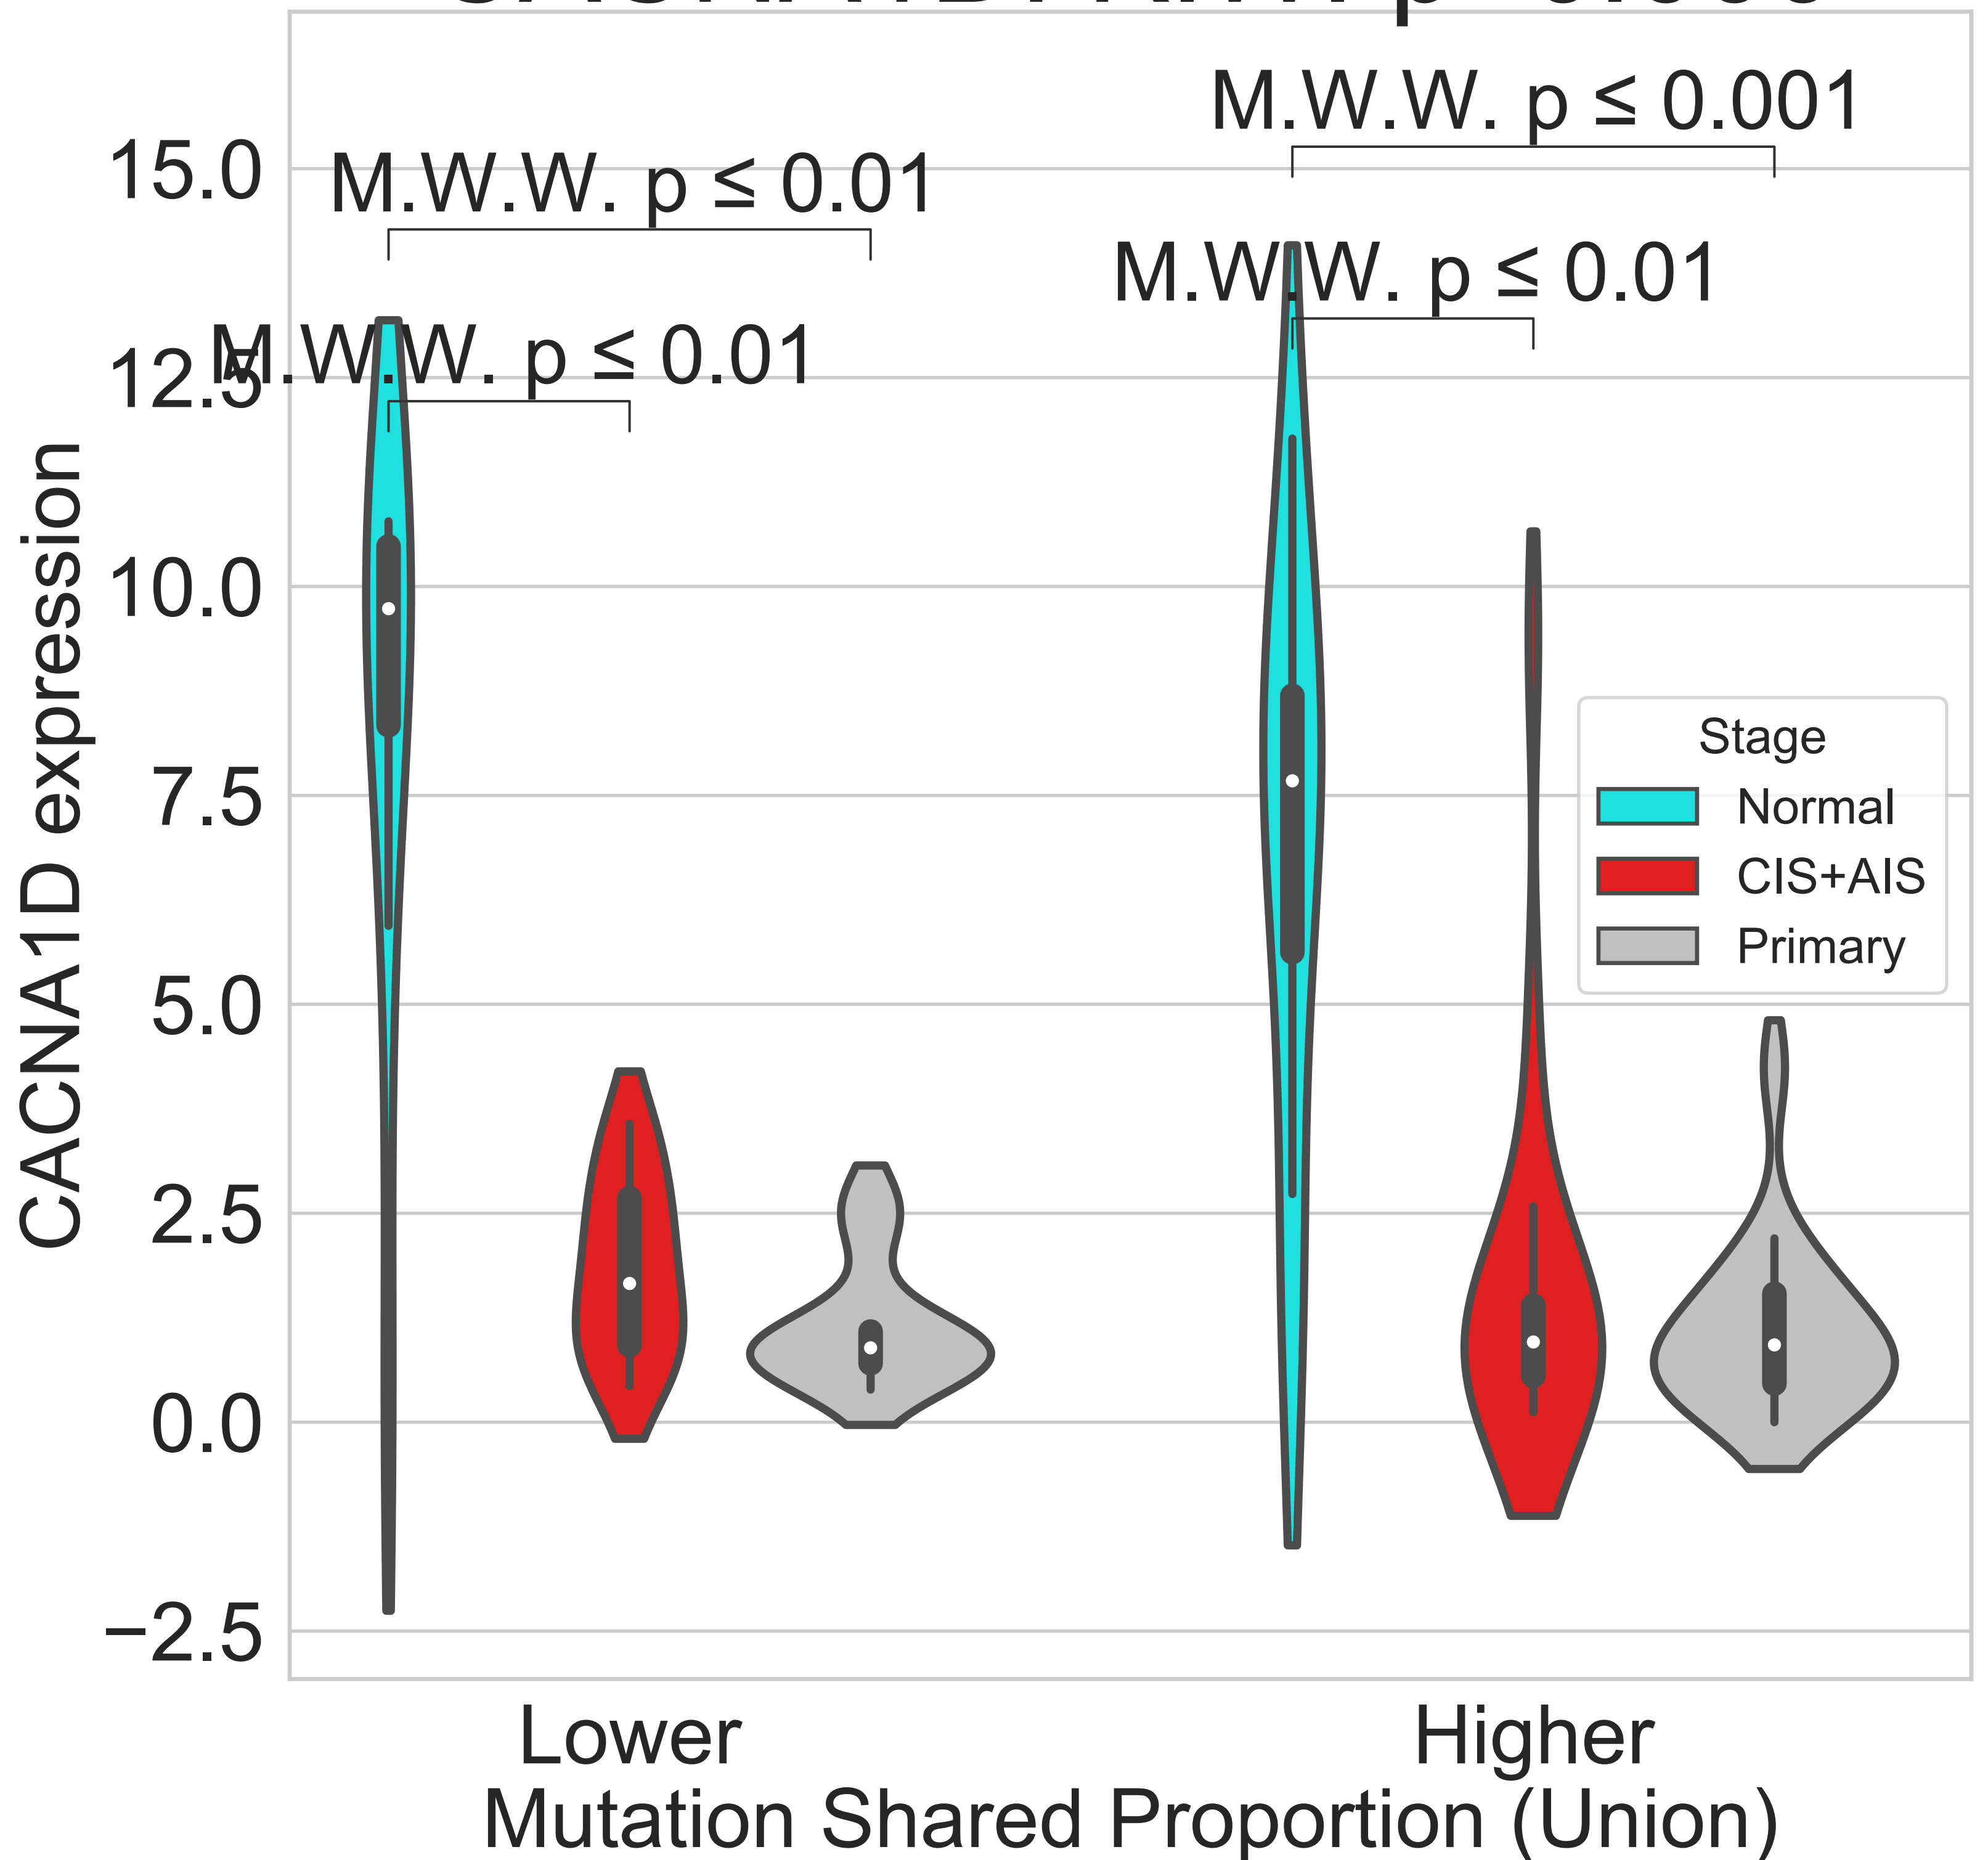 M.W.W. p ≤ 0.001
M.W.W. p ≤ 0.01
M.W.W. p ≤ 0.01
M.W.W. p ≤ 0.01
15.0
12.5
10.0
7.5
5.0
2.5
0.0
−2.5
CACNA1D expression
Stage
Normal
CIS+AIS
Primary
Lower
Higher
Mutation Shared Proportion (Union)